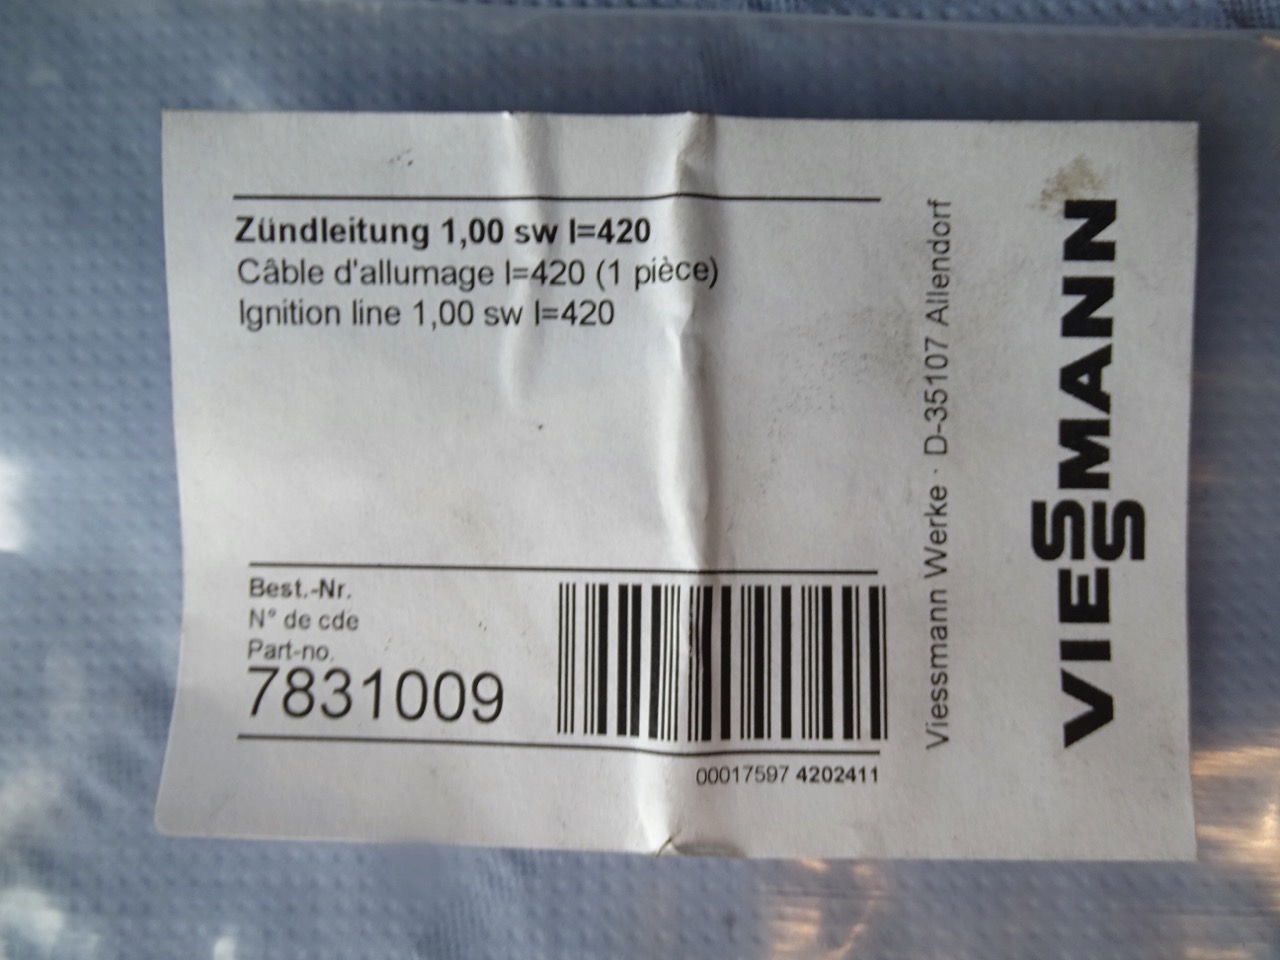 Zündleitung 1,00 sw l=420
Câble d'allumage l=420 (1 pièce)
Ignition line 1,00 sw l=420
Best.-Nr.
N° de cde
Part-no.
7831009
00017597 4202411
Viessmann Werke · D-35107 Allendorf
VIESSMANN